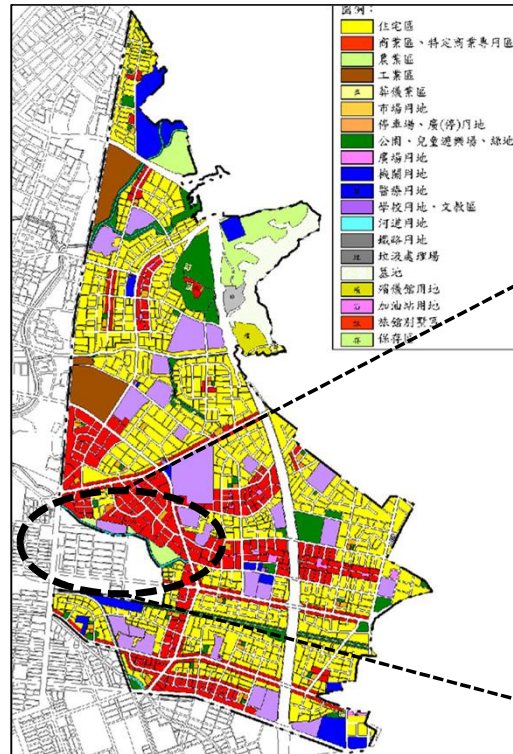 圖例：
住宅區
商業區、特定商業專用區
農業區
工業區
葬儀業區
市場用地
停車場、廣(停)用地
公園、兒童遊樂場、綠地
廣場用地
機關用地
醫療用地
學校用地、文教區
河道用地
鐵路用地
垃圾處理場
墓地
殯儀館用地
加油站用地
旅館別墅區
保存區